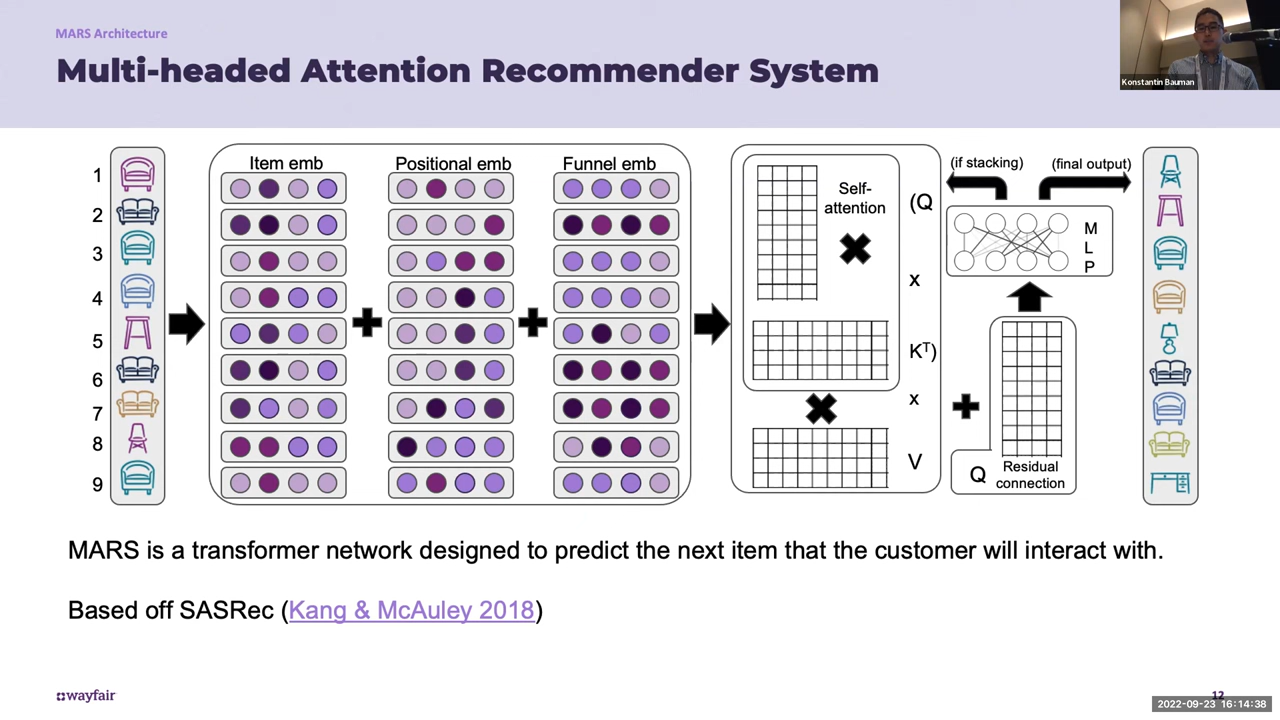 MARS Architecture
Multi-headed Attention Recommender System
Konstantin Bauman
Item emb
Positional emb
Funnel emb
1
2
3
4
5
6
7
8
9
Self-
attention
(Q
x
Kᵀ)
x
V
(if stacking)
(final output)
M
L
P
Q
Residual
connection
MARS is a transformer network designed to predict the next item that the customer will interact with.
Based off SASRec (Kang & McAuley 2018)
wayfair
12
2022-09-23 16:14:38